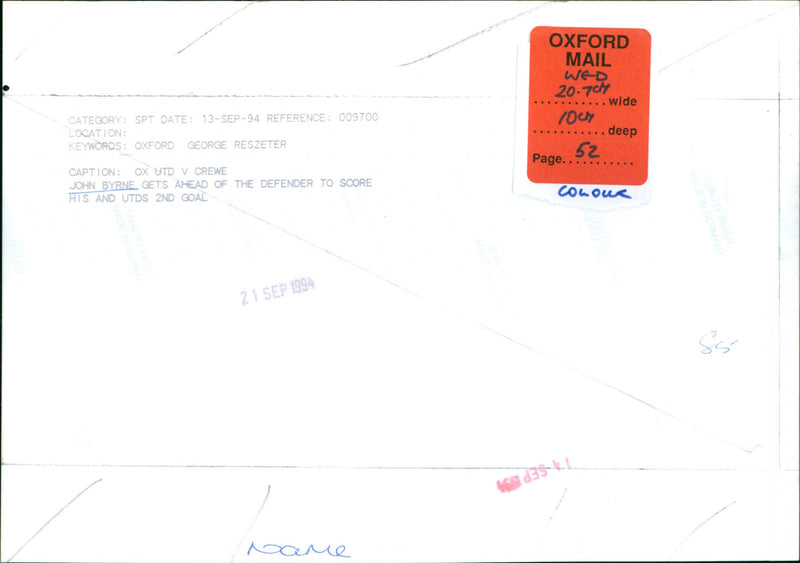 OXFORD
MAIL
WED
20.7cm
............wide
10cm
............deep
Page...52...
COLOUR
CATEGORY: SPT DATE: 13-SEP-94 REFERENCE: 009700
LOCATION:
KEYWORDS: OXFORD GEORGE RESZETER
CAPTION: OX UTD V CREWE
JOHN BYRNE GETS AHEAD OF THE DEFENDER TO SCORE
HIS AND UTDS 2ND GOAL
21 SEP 1994
14 SEP 1994
Name